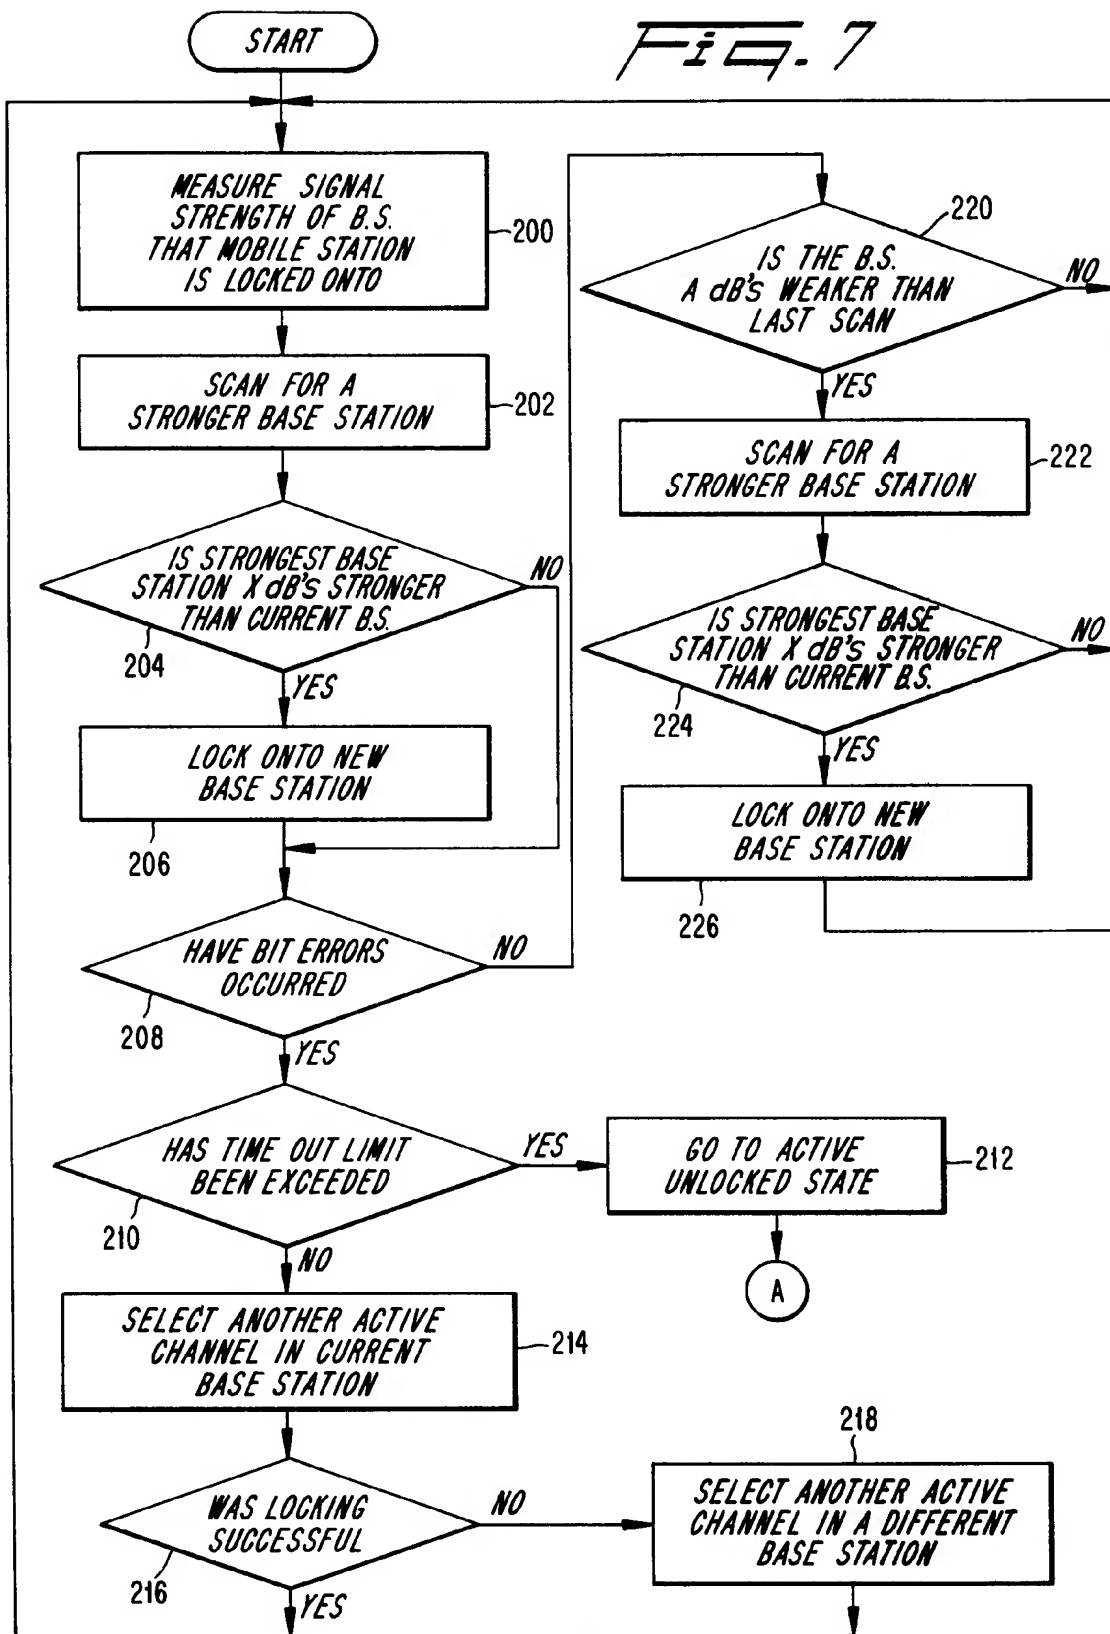 START
Fig. 7
MEASURE SIGNAL
STRENGTH OF B.S.
THAT MOBILE STATION
IS LOCKED ONTO
200
SCAN FOR A
STRONGER BASE STATION
202
IS STRONGEST BASE
STATION X dB's STRONGER
THAN CURRENT B.S.
NO
204
YES
LOCK ONTO NEW
BASE STATION
206
HAVE BIT ERRORS
OCCURRED
NO
208
YES
HAS TIME OUT LIMIT
BEEN EXCEEDED
YES
210
NO
GO TO ACTIVE
UNLOCKED STATE
212
A
SELECT ANOTHER ACTIVE
CHANNEL IN CURRENT
BASE STATION
214
WAS LOCKING
SUCCESSFUL
NO
216
YES
218
SELECT ANOTHER ACTIVE
CHANNEL IN A DIFFERENT
BASE STATION
220
IS THE B.S.
A dB's WEAKER THAN
LAST SCAN
NO
YES
SCAN FOR A
STRONGER BASE STATION
222
IS STRONGEST BASE
STATION X dB's STRONGER
THAN CURRENT B.S.
NO
224
YES
LOCK ONTO NEW
BASE STATION
226